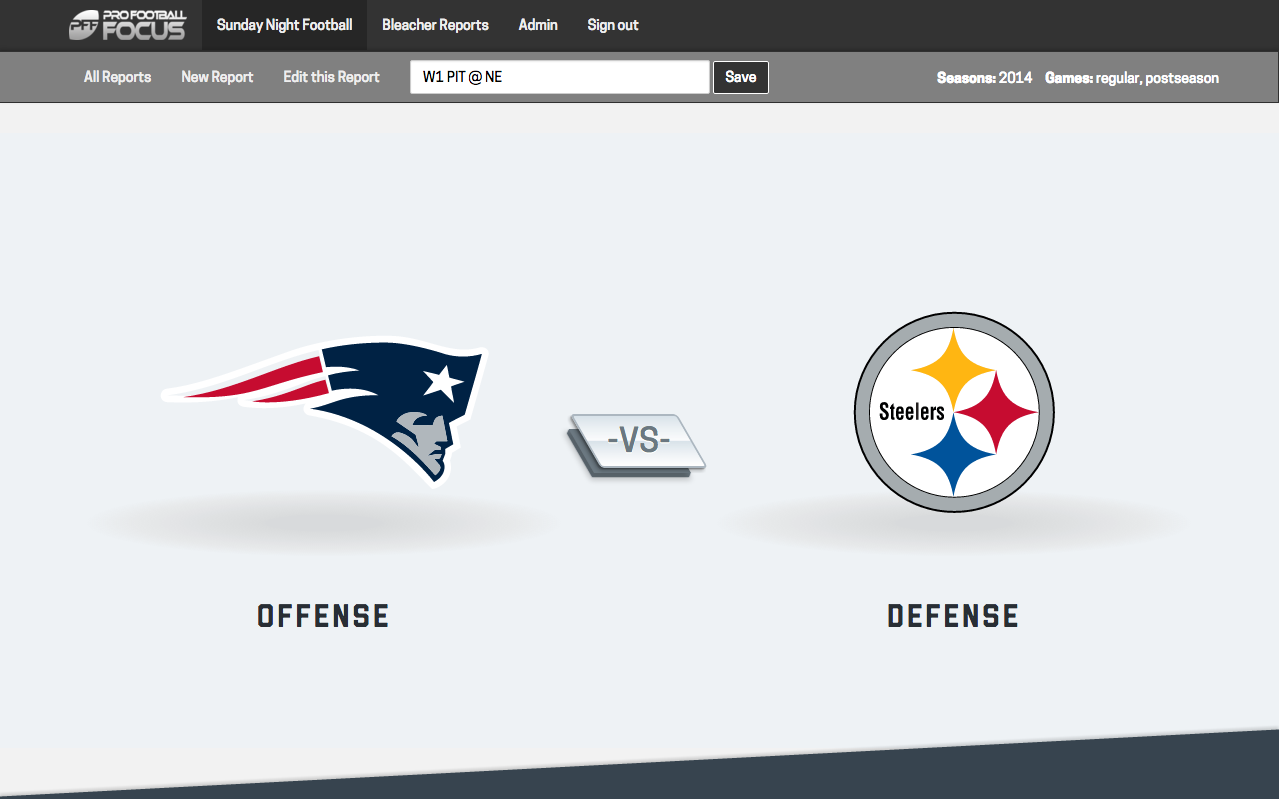 PRO FOOTBALL
PFF FOCUS
Sunday Night Football Bleacher Reports Admin Sign out
All Reports New Report Edit this Report W1 PIT @ NE Save Seasons: 2014 Games: regular, postseason
-VS-
Steelers
OFFENSE DEFENSE